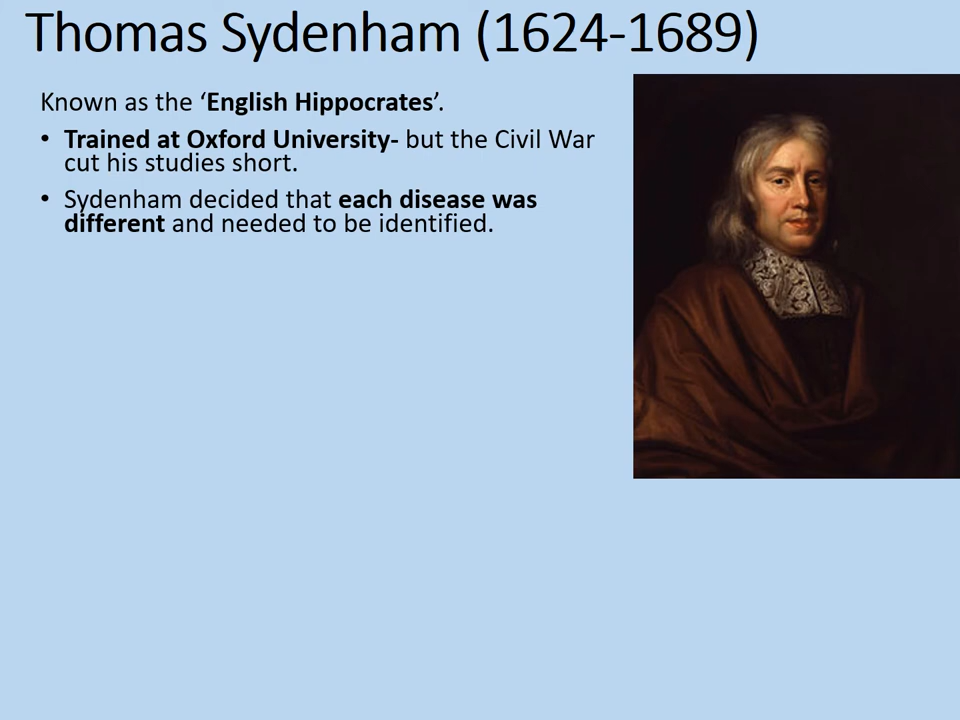 Thomas Sydenham (1624-1689)
Known as the ‘English Hippocrates’.
• Trained at Oxford University- but the Civil War
cut his studies short.
• Sydenham decided that each disease was
different and needed to be identified.